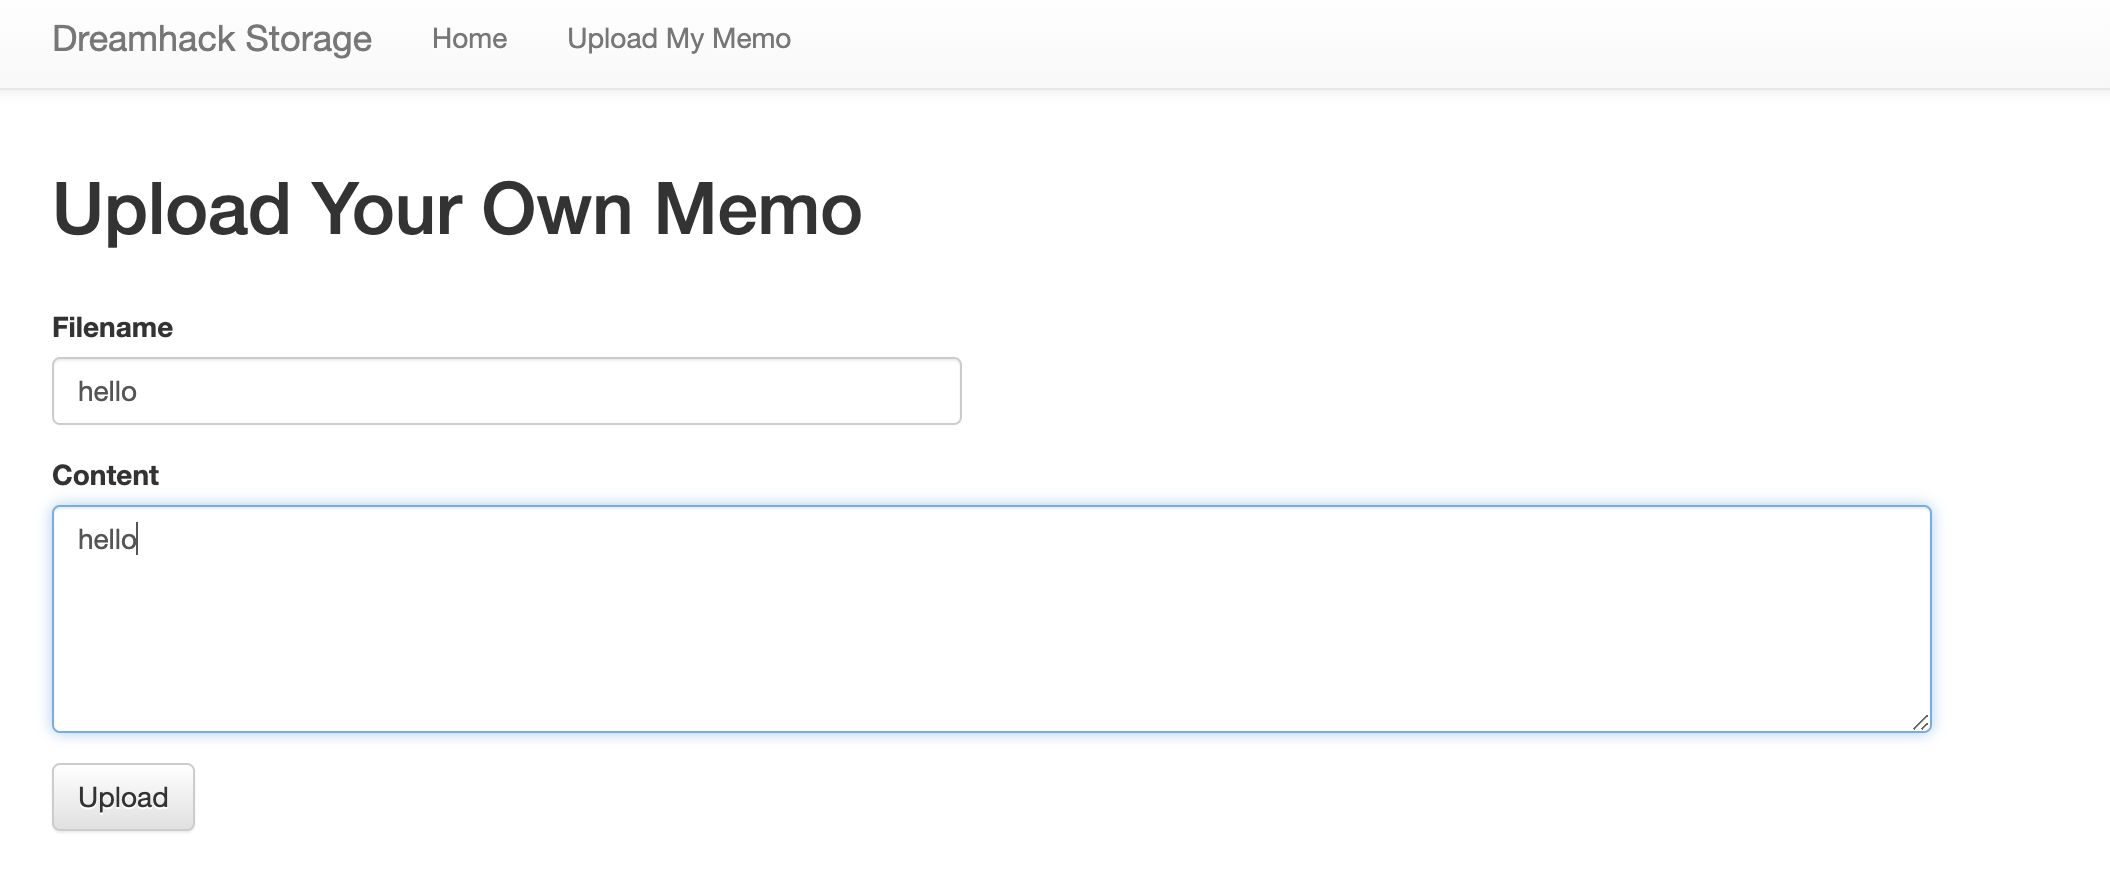 Dreamhack Storage Home Upload My Memo
Upload Your Own Memo
Filename
hello
Content
hello
Upload